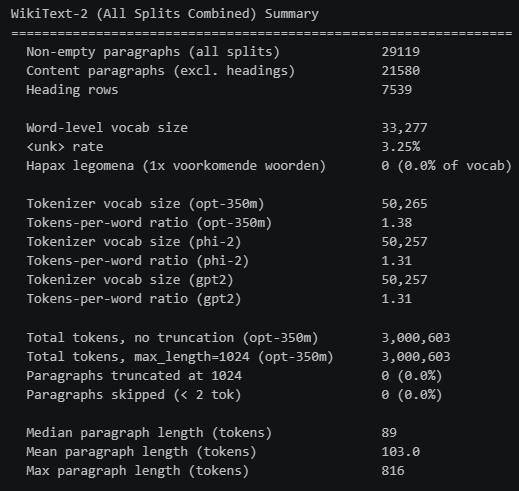 WikiText-2 (All Splits Combined) Summary
=================================================================
Non-empty paragraphs (all splits) 29119
Content paragraphs (excl. headings) 21580
Heading rows 7539
Word-level vocab size 33,277
<unk> rate 3.25%
Hapax legomena (1x voorkomende woorden) 0 (0.0% of vocab)
Tokenizer vocab size (opt-350m) 50,265
Tokens-per-word ratio (opt-350m) 1.38
Tokenizer vocab size (phi-2) 50,257
Tokens-per-word ratio (phi-2) 1.31
Tokenizer vocab size (gpt2) 50,257
Tokens-per-word ratio (gpt2) 1.31
Total tokens, no truncation (opt-350m) 3,000,603
Total tokens, max_length=1024 (opt-350m) 3,000,603
Paragraphs truncated at 1024 0 (0.0%)
Paragraphs skipped (< 2 tok) 0 (0.0%)
Median paragraph length (tokens) 89
Mean paragraph length (tokens) 103.0
Max paragraph length (tokens) 816